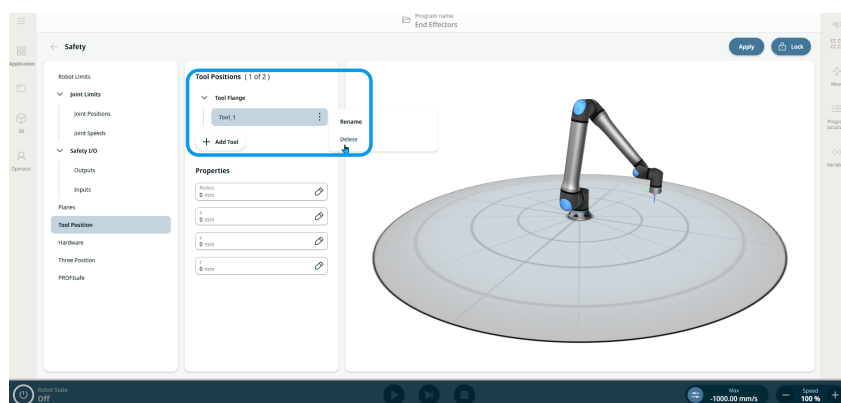 Program name
End Effectors
Safety
Apply
Lock
Application
3D
Operator
Robot Limits
Joint Limits
Joint Positions
Joint Speeds
Safety I/O
Outputs
Inputs
Planes
Tool Position
Hardware
Three Position
PROFIsafe
Tool Positions ( 1 of 2 )
Tool Flange
Tool_1
Rename
Delete
Add Tool
Properties
Radius
0 mm
X
0 mm
Y
0 mm
Z
0 mm
Robot State
Off
Max
-1000.00 mm/s
Speed
100 %